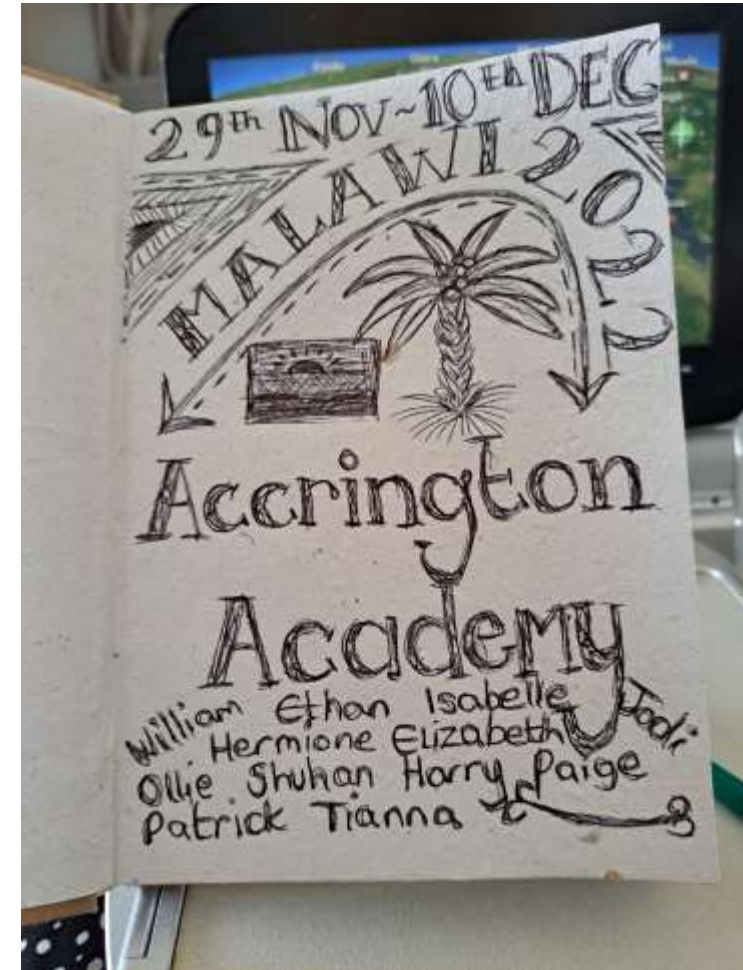 29th NOV~10th DEC
MALAWI 2022
Accrington
Academy
William Ethan Isabelle Jodi
Hermione Elizabeth
Ollie Shuhan Harry Paige
Patrick Tianna